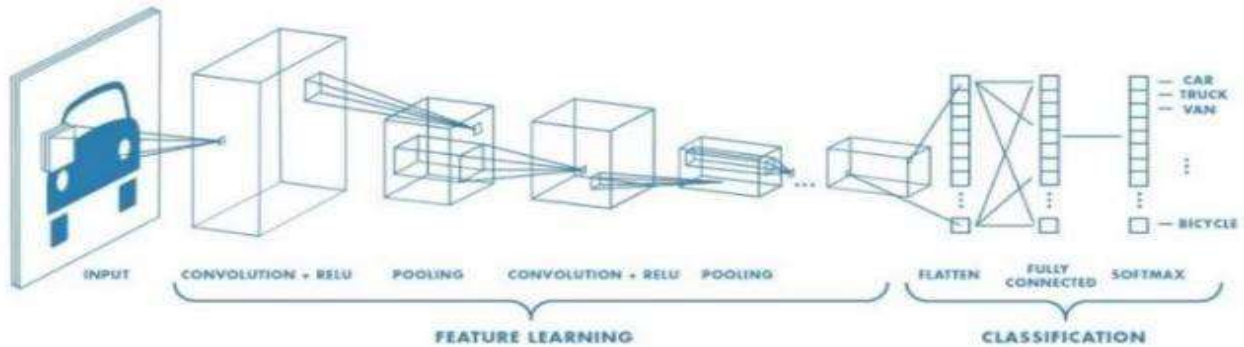 CAR
TRUCK
VAN
BICYCLE
INPUT CONVOLUTION + RELU POOLING CONVOLUTION + RELU POOLING FLATTEN FULLY CONNECTED SOFTMAX
FEATURE LEARNING CLASSIFICATION